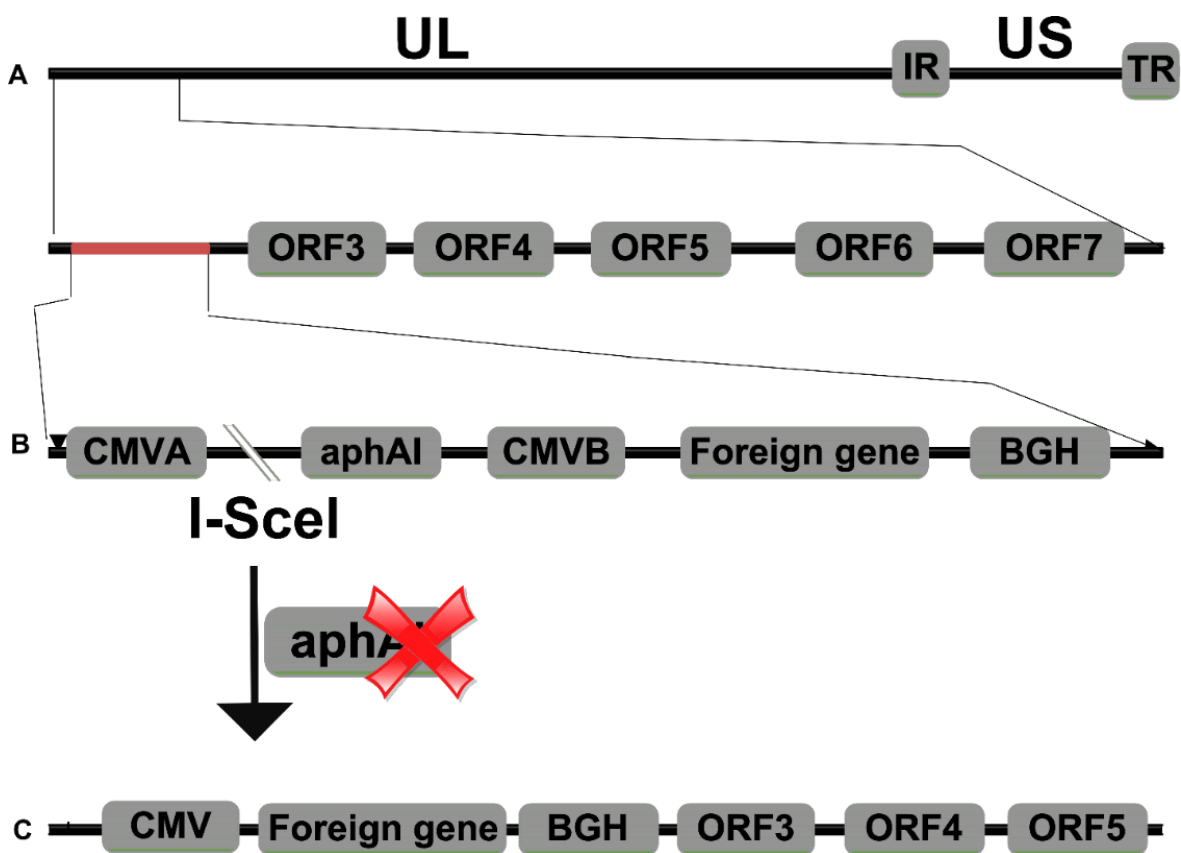 UL US
A IR TR
ORF3 ORF4 ORF5 ORF6 ORF7
B CMVA aphAI CMVB Foreign gene BGH
I-SceI
aphAI
C CMV Foreign gene BGH ORF3 ORF4 ORF5